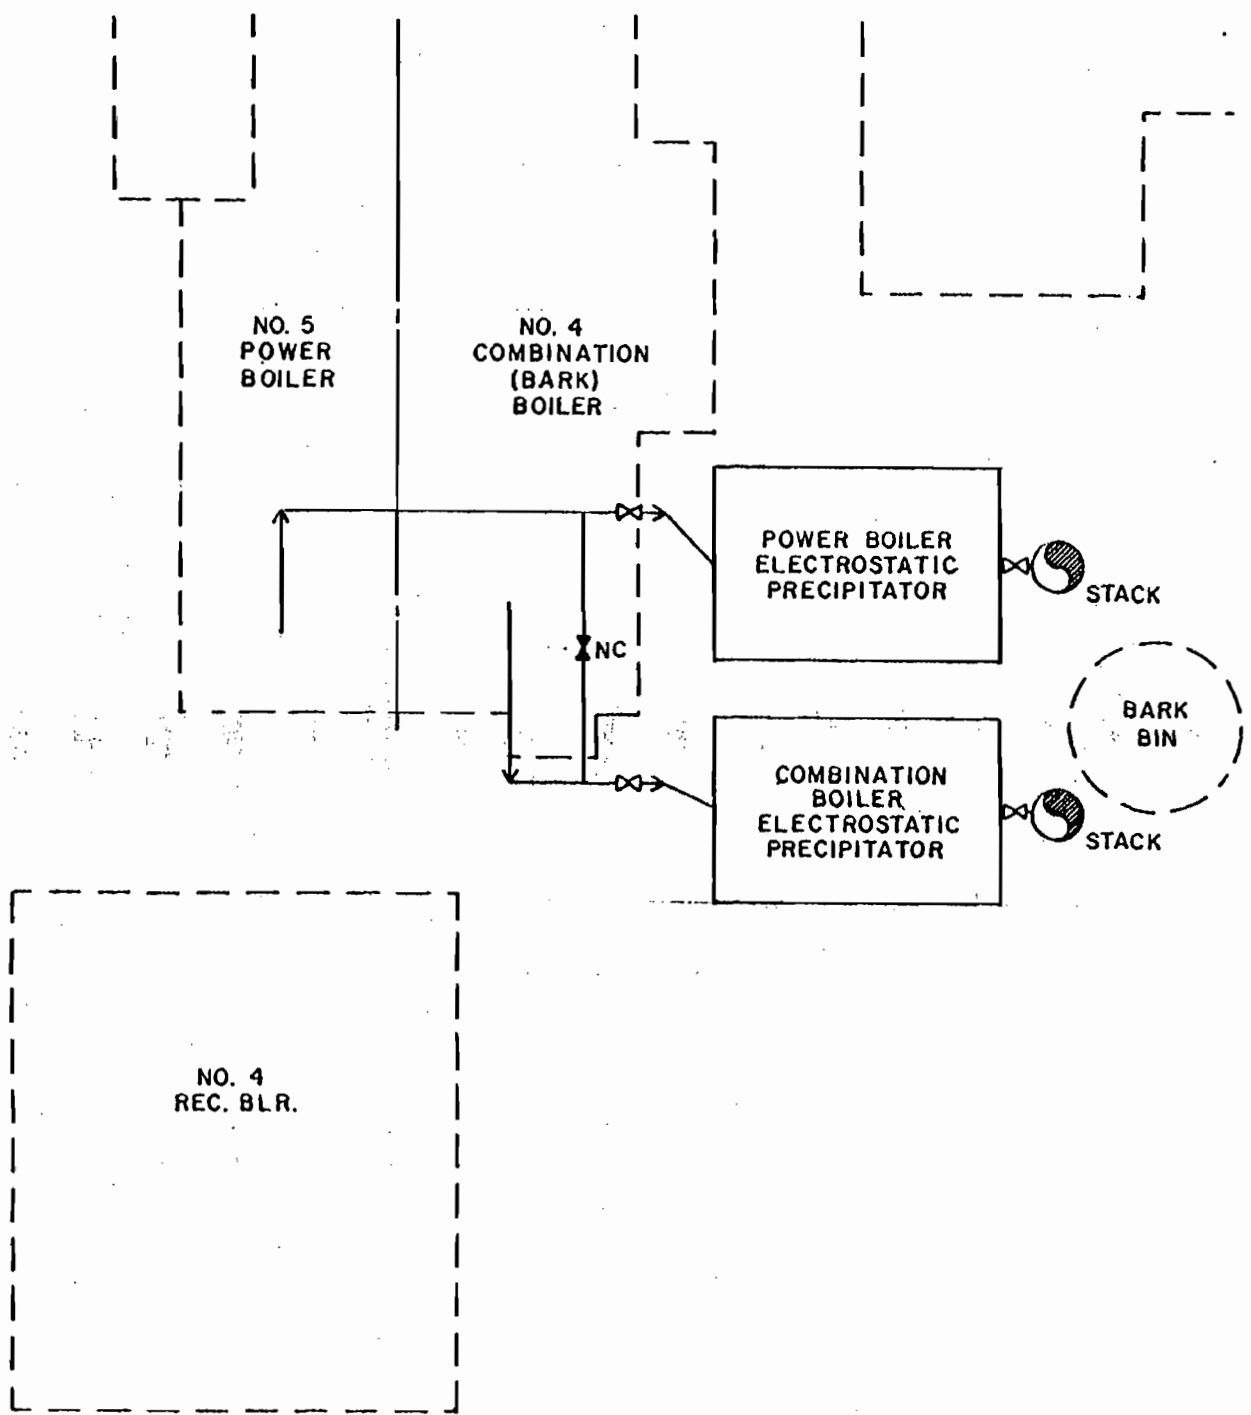 NO. 5
POWER
BOILER
NO. 4
COMBINATION
(BARK)
BOILER
POWER BOILER
ELECTROSTATIC
PRECIPITATOR
STACK
NC
BARK
BIN
COMBINATION
BOILER
ELECTROSTATIC
PRECIPITATOR
STACK
NO. 4
REC. BLR.